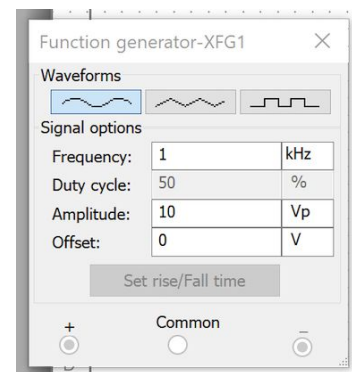 Function generator-XFG1
Waveforms
Signal options
Frequency: 1 kHz
Duty cycle: 50 %
Amplitude: 10 Vp
Offset: 0 V
Set rise/Fall time
+ Common −